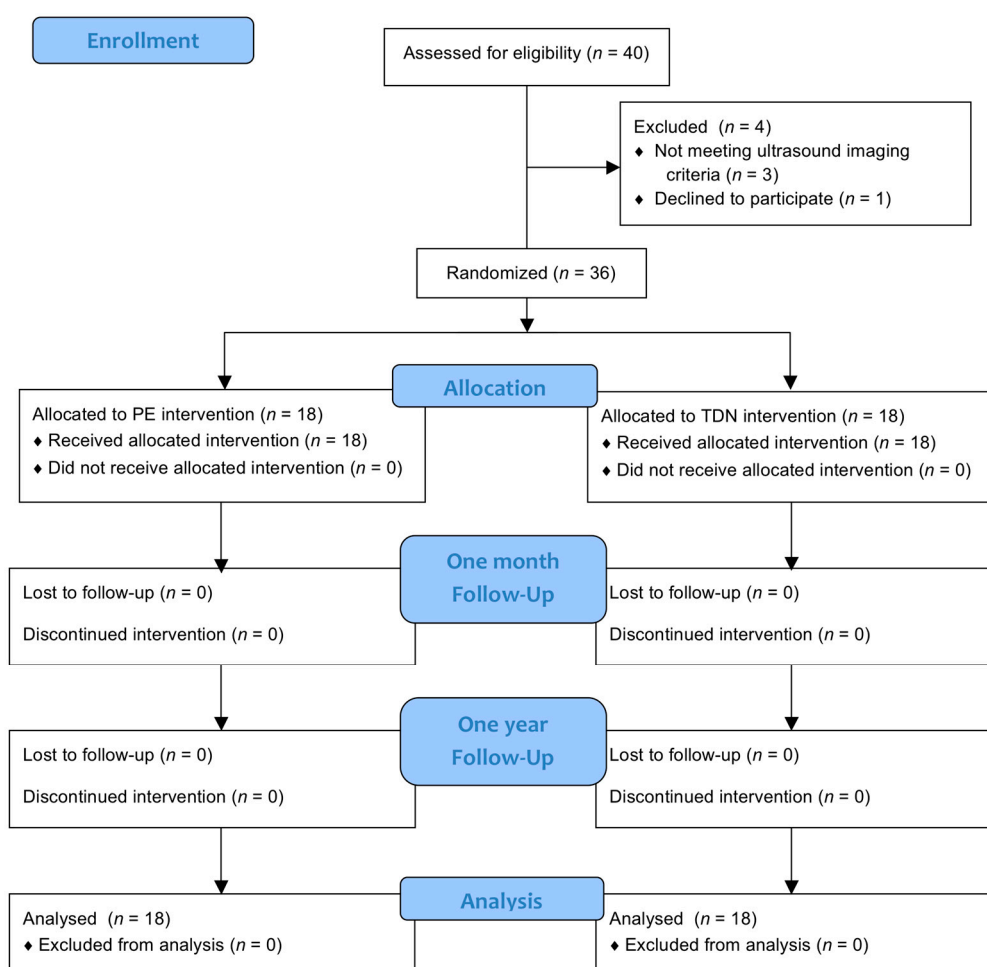 Enrollment
Assessed for eligibility (n = 40)
Excluded (n = 4)
♦ Not meeting ultrasound imaging
criteria (n = 3)
♦ Declined to participate (n = 1)
Randomized (n = 36)
Allocation
Allocated to PE intervention (n = 18)
♦ Received allocated intervention (n = 18)
♦ Did not receive allocated intervention (n = 0)
Allocated to TDN intervention (n = 18)
♦ Received allocated intervention (n = 18)
♦ Did not receive allocated intervention (n = 0)
One month
Follow-Up
Lost to follow-up (n = 0)
Discontinued intervention (n = 0)
Lost to follow-up (n = 0)
Discontinued intervention (n = 0)
One year
Follow-Up
Lost to follow-up (n = 0)
Discontinued intervention (n = 0)
Lost to follow-up (n = 0)
Discontinued intervention (n = 0)
Analysis
Analysed (n = 18)
♦ Excluded from analysis (n = 0)
Analysed (n = 18)
♦ Excluded from analysis (n = 0)